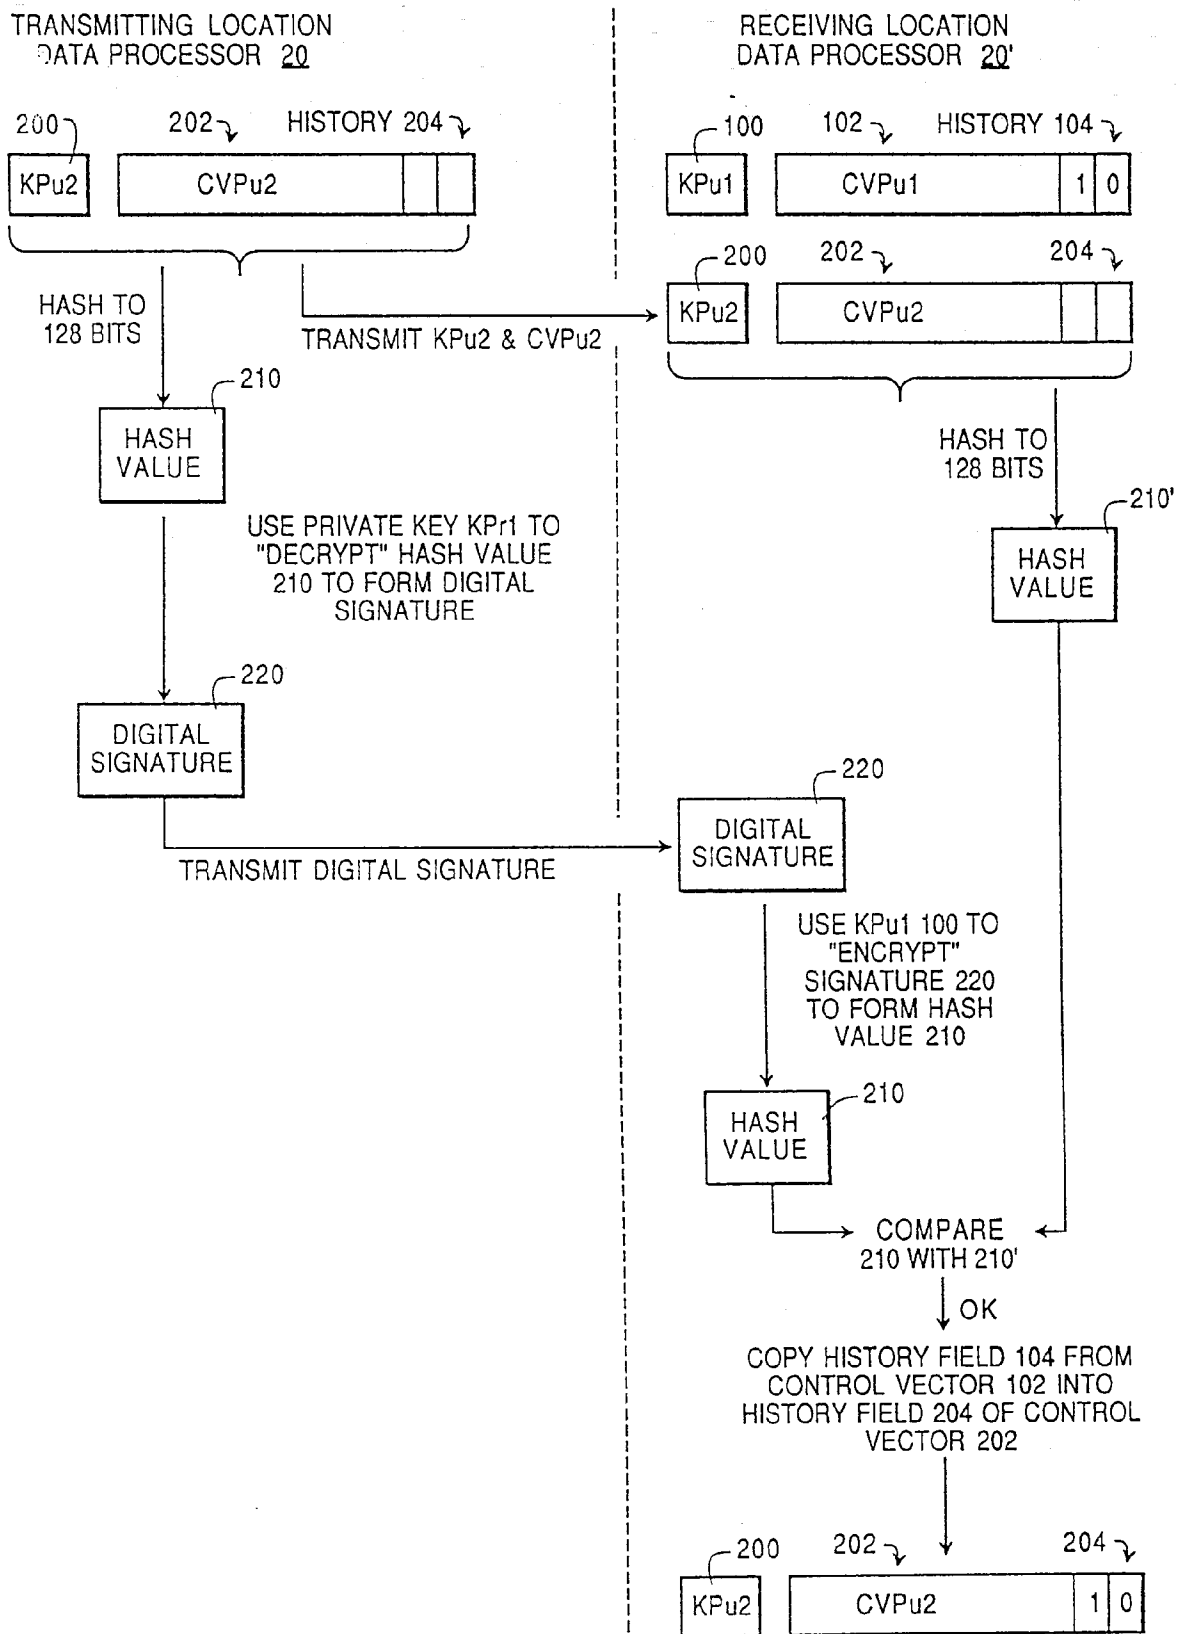 TRANSMITTING LOCATION
DATA PROCESSOR 20
200
202
HISTORY 204
KPu2
CVPu2
HASH TO
128 BITS
TRANSMIT KPu2 & CVPu2
210
HASH
VALUE
USE PRIVATE KEY KPr1 TO
"DECRYPT" HASH VALUE
210 TO FORM DIGITAL
SIGNATURE
220
DIGITAL
SIGNATURE
TRANSMIT DIGITAL SIGNATURE
RECEIVING LOCATION
DATA PROCESSOR 20'
100
102
HISTORY 104
KPu1
CVPu1
1
0
200
202
204
KPu2
CVPu2
HASH TO
128 BITS
210'
HASH
VALUE
220
DIGITAL
SIGNATURE
USE KPu1 100 TO
"ENCRYPT"
SIGNATURE 220
TO FORM HASH
VALUE 210
210
HASH
VALUE
COMPARE
210 WITH 210'
OK
COPY HISTORY FIELD 104 FROM
CONTROL VECTOR 102 INTO
HISTORY FIELD 204 OF CONTROL
VECTOR 202
200
202
204
KPu2
CVPu2
1
0